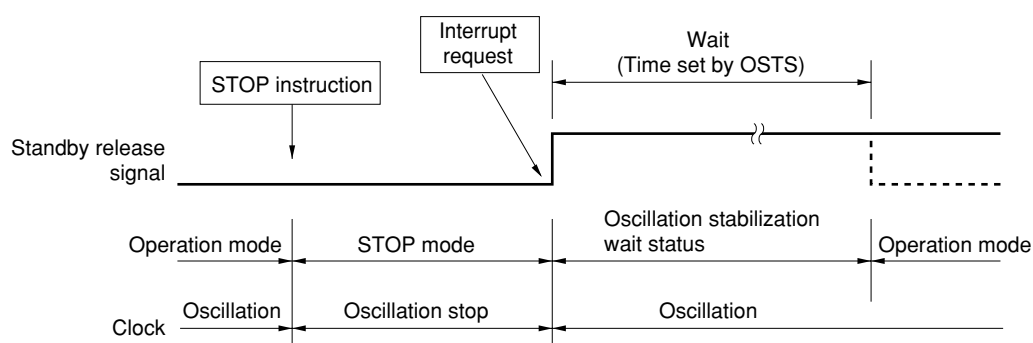 Interrupt
request
Wait
(Time set by OSTS)
STOP instruction
Standby release
signal
Operation mode
STOP mode
Oscillation stabilization
wait status
Operation mode
Clock
Oscillation
Oscillation stop
Oscillation